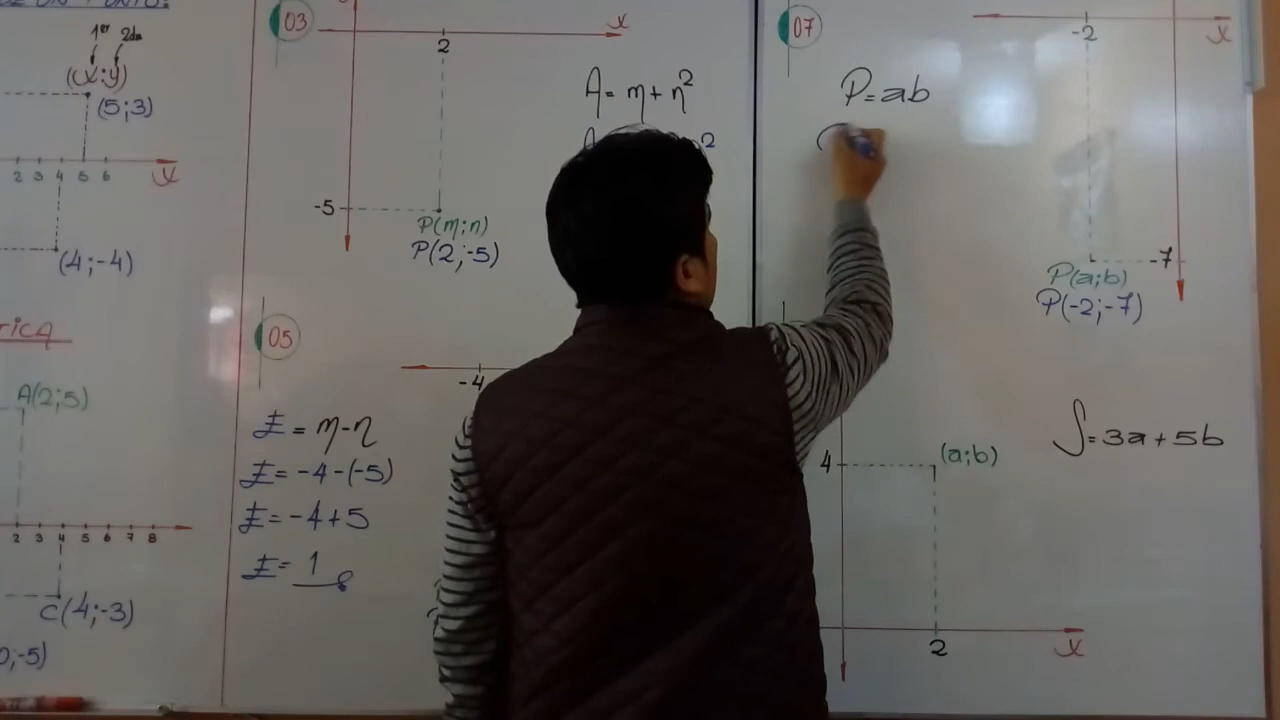 1er 2da
(x;y)
(5;3)
2 3 4 5 6 x
(4;-4)
A(2;5)
2 3 4 5 6 7 8
C(4;-3)
;-5)
03
x
2
A = m + n²
-5
P(m;n)
P(2;-5)
05
-4
E = m-n
E = -4-(-5)
E = -4+5
E = 1
07
-2 x
P = ab
-7
P(a;b)
P(-2;-7)
S = 3a + 5b
4 (a;b)
2 x